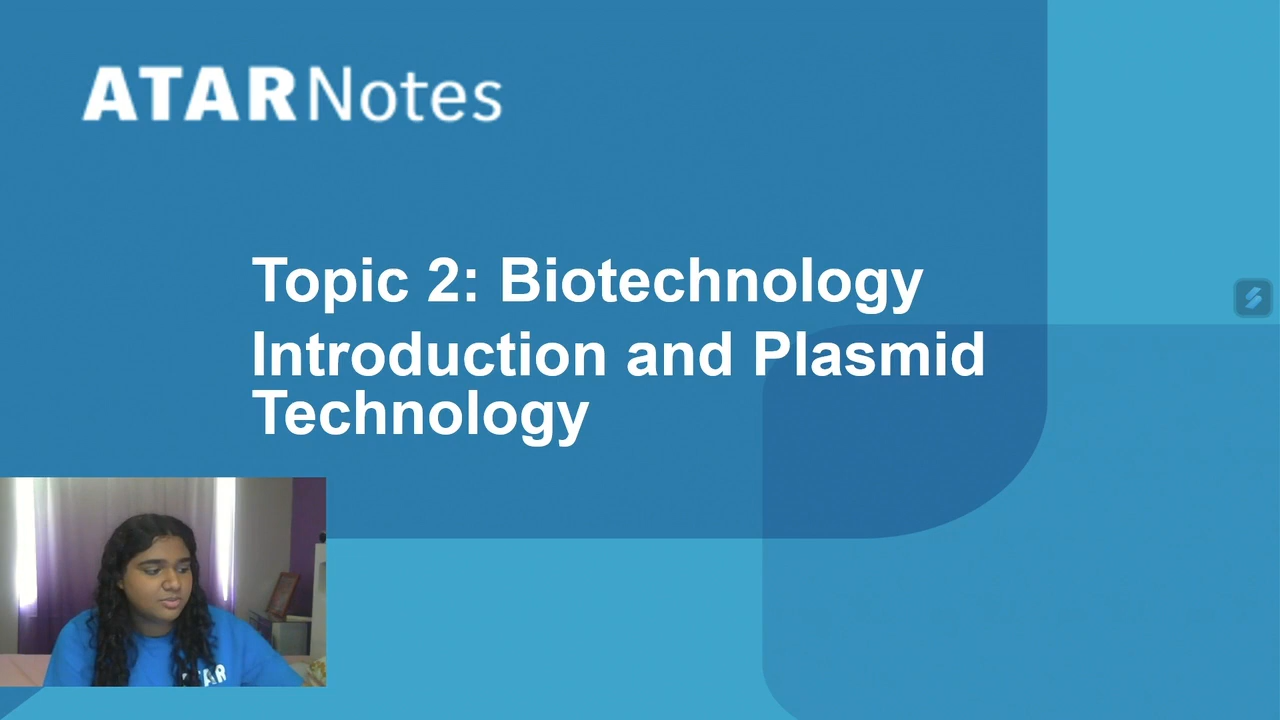 ATARNotes
Topic 2: Biotechnology
Introduction and Plasmid
Technology